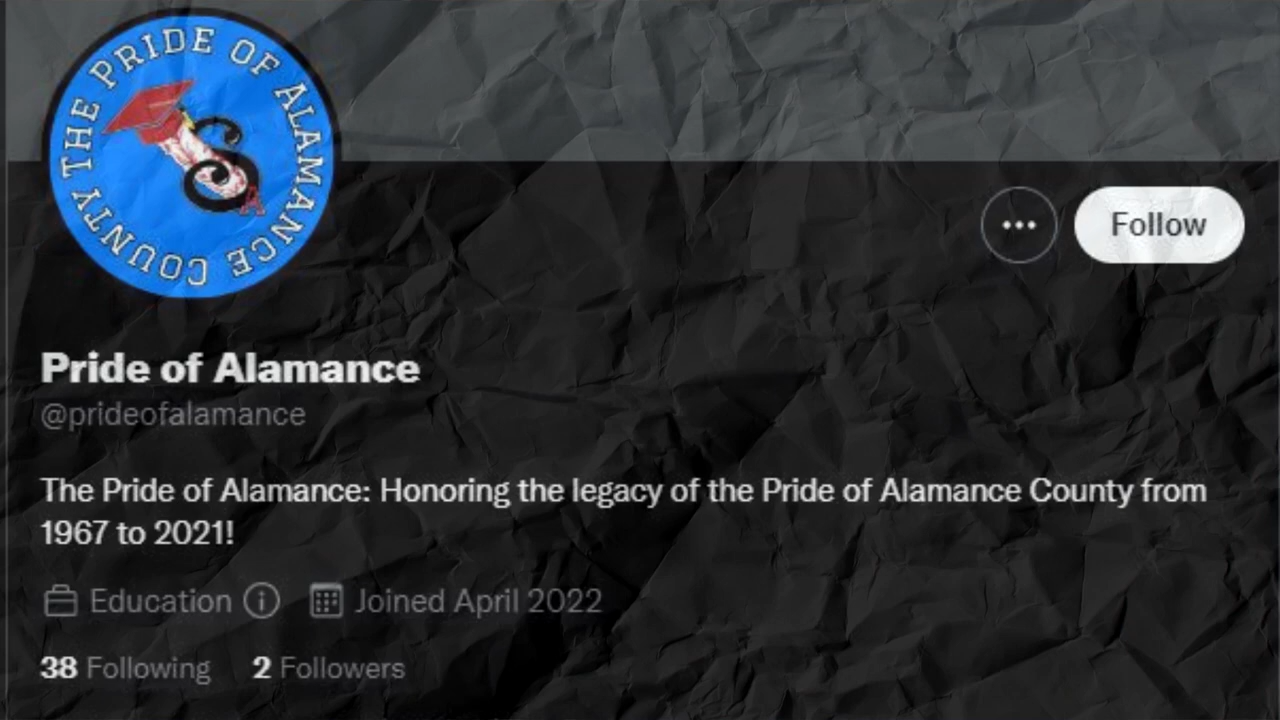 THE PRIDE OF ALAMANCE COUNTY
S
Follow
Pride of Alamance
@prideofalamance
The Pride of Alamance: Honoring the legacy of the Pride of Alamance County from
1967 to 2021!
Education Joined April 2022
38 Following 2 Followers